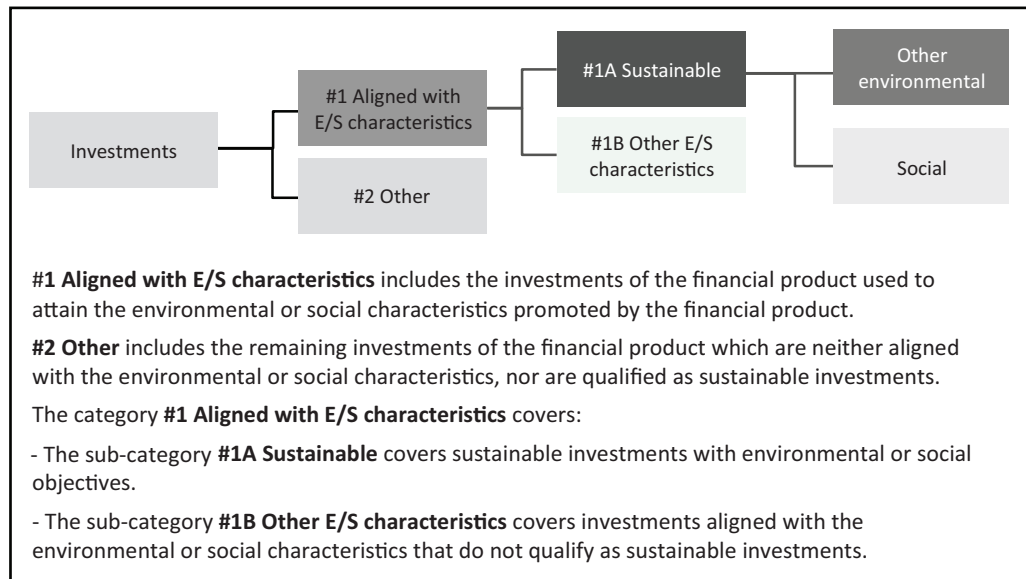 Investments
#1 Aligned with
E/S characteristics
#2 Other
#1A Sustainable
#1B Other E/S
characteristics
Other
environmental
Social
#1 Aligned with E/S characteristics includes the investments of the financial product used to
attain the environmental or social characteristics promoted by the financial product.
#2 Other includes the remaining investments of the financial product which are neither aligned
with the environmental or social characteristics, nor are qualified as sustainable investments.
The category #1 Aligned with E/S characteristics covers:
- The sub-category #1A Sustainable covers sustainable investments with environmental or social
objectives.
- The sub-category #1B Other E/S characteristics covers investments aligned with the
environmental or social characteristics that do not qualify as sustainable investments.